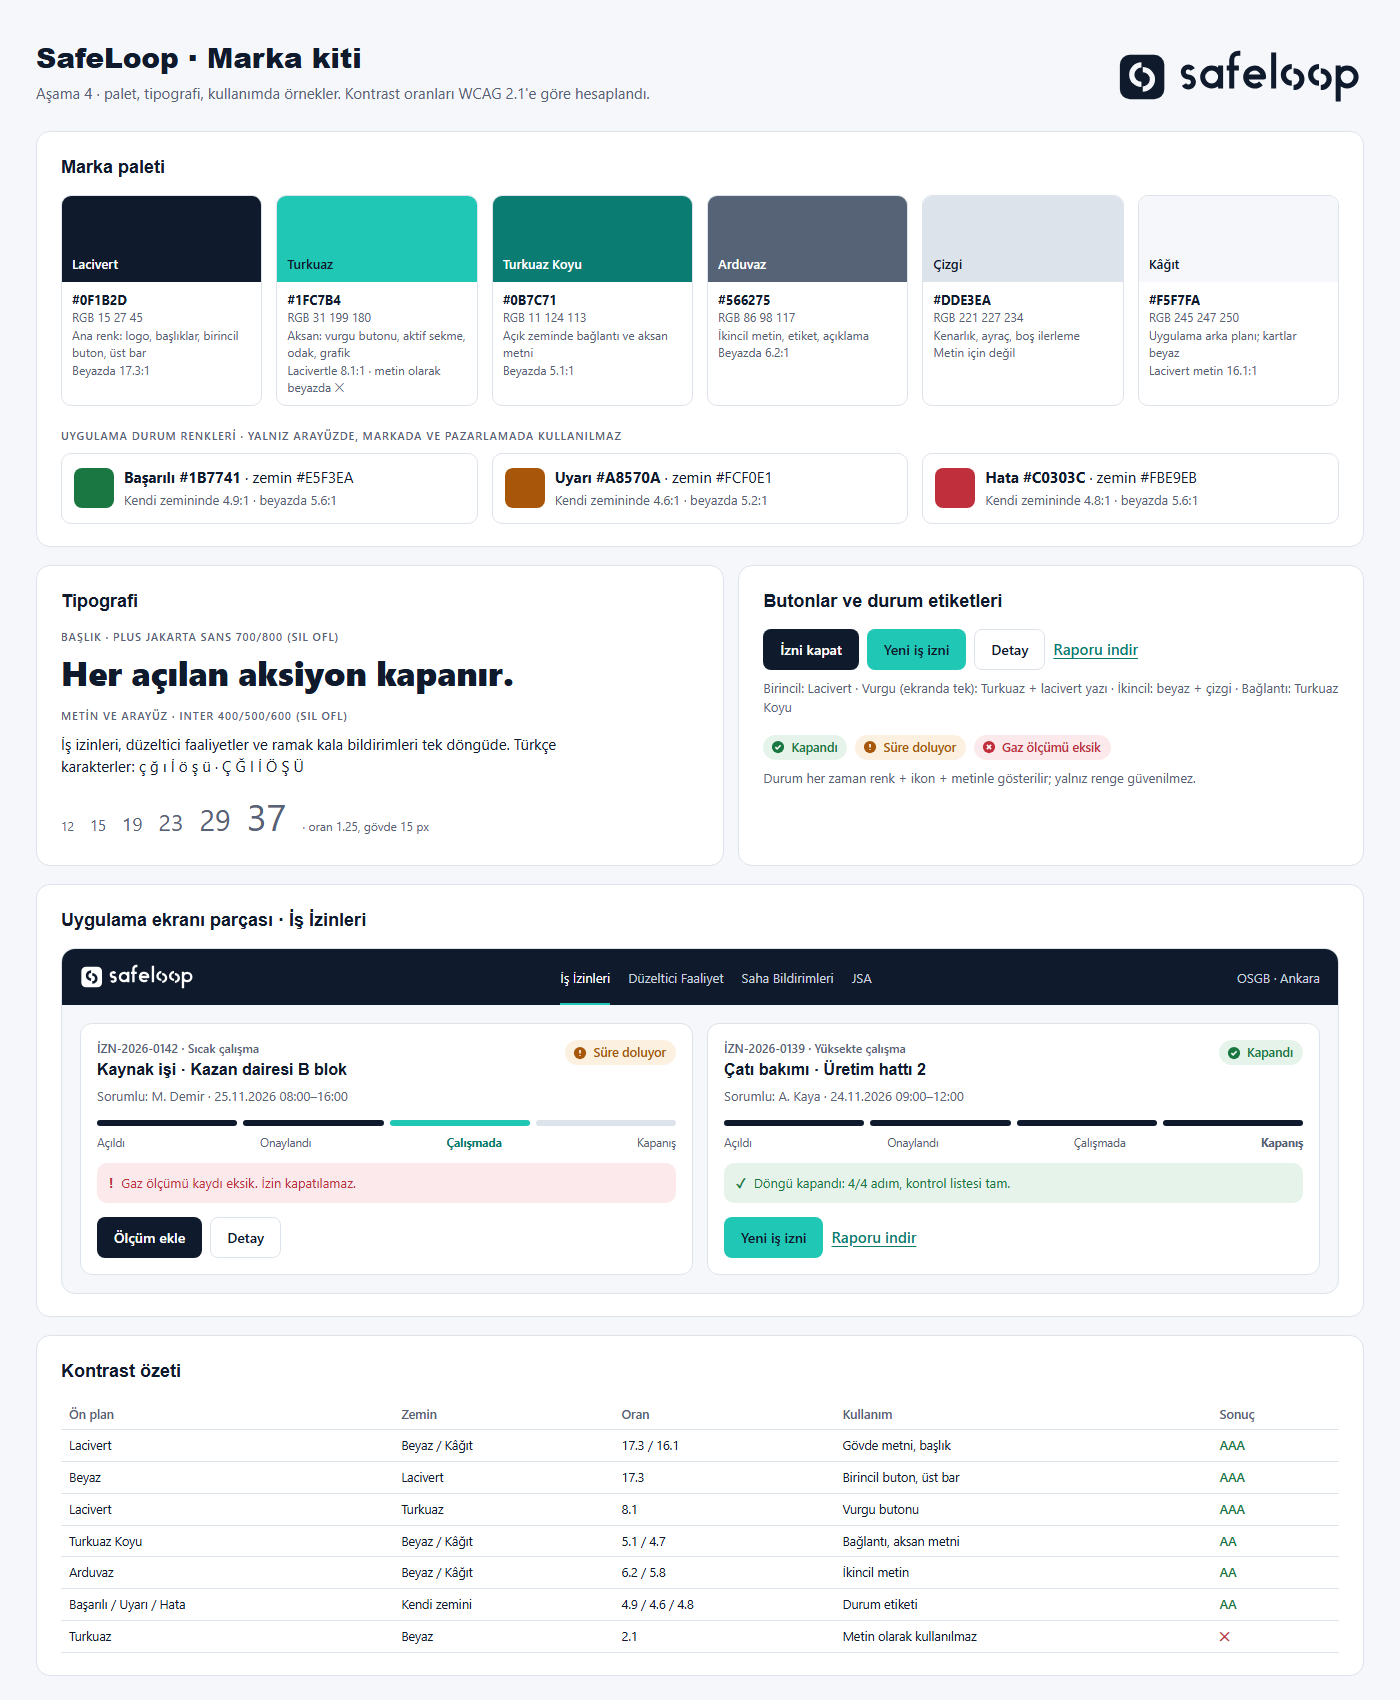 SafeLoop · Marka kiti
Aşama 4 · palet, tipografi, kullanımda örnekler. Kontrast oranları WCAG 2.1'e göre hesaplandı.
safeloop
Marka paleti
Lacivert
#0F1B2D
RGB 15 27 45
Ana renk: logo, başlıklar, birincil
buton, üst bar
Beyazda 17.3:1
Turkuaz
#1FC7B4
RGB 31 199 180
Aksan: vurgu butonu, aktif sekme,
odak, grafik
Lacivertle 8.1:1 · metin olarak
beyazda ✕
Turkuaz Koyu
#0B7C71
RGB 11 124 113
Açık zeminde bağlantı ve aksan
metni
Beyazda 5.1:1
Arduvaz
#566275
RGB 86 98 117
İkincil metin, etiket, açıklama
Beyazda 6.2:1
Çizgi
#DDE3EA
RGB 221 227 234
Kenarlık, ayraç, boş ilerleme
Metin için değil
Kâğıt
#F5F7FA
RGB 245 247 250
Uygulama arka planı; kartlar
beyaz
Lacivert metin 16.1:1
UYGULAMA DURUM RENKLERİ · YALNIZ ARAYÜZDE, MARKADA VE PAZARLAMADA KULLANILMAZ
Başarılı #1B7741 · zemin #E5F3EA
Kendi zemininde 4.9:1 · beyazda 5.6:1
Uyarı #A8570A · zemin #FCF0E1
Kendi zemininde 4.6:1 · beyazda 5.2:1
Hata #C0303C · zemin #FBE9EB
Kendi zemininde 4.8:1 · beyazda 5.6:1
Tipografi
BAŞLIK · PLUS JAKARTA SANS 700/800 (SIL OFL)
Her açılan aksiyon kapanır.
METİN VE ARAYÜZ · INTER 400/500/600 (SIL OFL)
İş izinleri, düzeltici faaliyetler ve ramak kala bildirimleri tek döngüde. Türkçe
karakterler: ç ğ ı İ ö ş ü · Ç Ğ I İ Ö Ş Ü
12 15 19 23 29 37 · oran 1.25, gövde 15 px
Butonlar ve durum etiketleri
İzni kapat
Yeni iş izni
Detay
Raporu indir
Birincil: Lacivert · Vurgu (ekranda tek): Turkuaz + lacivert yazı · İkincil: beyaz + çizgi · Bağlantı: Turkuaz
Koyu
Kapandı
Süre doluyor
Gaz ölçümü eksik
Durum her zaman renk + ikon + metinle gösterilir; yalnız renge güvenilmez.
Uygulama ekranı parçası · İş İzinleri
safeloop
İş İzinleri
Düzeltici Faaliyet
Saha Bildirimleri
JSA
OSGB · Ankara
İZN-2026-0142 · Sıcak çalışma
Süre doluyor
Kaynak işi · Kazan dairesi B blok
Sorumlu: M. Demir · 25.11.2026 08:00–16:00
Açıldı
Onaylandı
Çalışmada
Kapanış
! Gaz ölçümü kaydı eksik. İzin kapatılamaz.
Ölçüm ekle
Detay
İZN-2026-0139 · Yüksekte çalışma
Kapandı
Çatı bakımı · Üretim hattı 2
Sorumlu: A. Kaya · 24.11.2026 09:00–12:00
Açıldı
Onaylandı
Çalışmada
Kapanış
✓ Döngü kapandı: 4/4 adım, kontrol listesi tam.
Yeni iş izni
Raporu indir
Kontrast özeti
Ön plan Zemin Oran Kullanım Sonuç
Lacivert Beyaz / Kâğıt 17.3 / 16.1 Gövde metni, başlık AAA
Beyaz Lacivert 17.3 Birincil buton, üst bar AAA
Lacivert Turkuaz 8.1 Vurgu butonu AAA
Turkuaz Koyu Beyaz / Kâğıt 5.1 / 4.7 Bağlantı, aksan metni AA
Arduvaz Beyaz / Kâğıt 6.2 / 5.8 İkincil metin AA
Başarılı / Uyarı / Hata Kendi zemini 4.9 / 4.6 / 4.8 Durum etiketi AA
Turkuaz Beyaz 2.1 Metin olarak kullanılmaz ✕